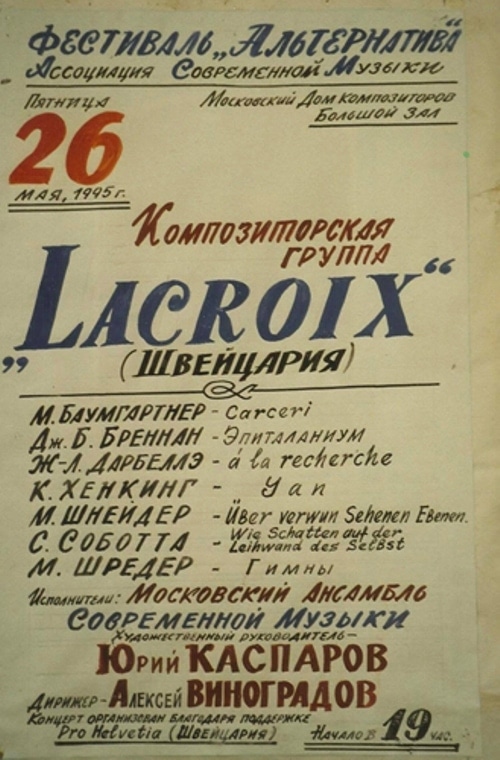 ФЕСТИВАЛЬ „АЛЬТЕРНАТИВА“
АССОЦИАЦИЯ СОВРЕМЕННОЙ МУЗЫКИ
ПЯТНИЦА
26
МАЯ, 1995 г.
МОСКОВСКИЙ ДОМ КОМПОЗИТОРОВ
БОЛЬШОЙ ЗАЛ
КОМПОЗИТОРСКАЯ
ГРУППА
„LACROIX“
(ШВЕЙЦАРИЯ)
М. БАУМГАРТНЕР - Carceri
Дж. Б. БРЕННАН - ЭПИТАЛАНИУМ
Ж-Л. ДАРБЕЛЛЭ - á la recherche
К. ХЕНКИНГ - Yan
М. ШНЕЙДЕР - Über verwun Sehenen Ebenen.
С. СОБОТТА - Wie Schatten auf der
Leihwand des Selbst
М. ШРЕДЕР - Гимны
ИСПОЛНИТЕЛИ: МОСКОВСКИЙ АНСАМБЛЬ
СОВРЕМЕННОЙ МУЗЫКИ
ХУДОЖЕСТВЕННЫЙ РУКОВОДИТЕЛЬ-
ЮРИЙ КАСПАРОВ
ДИРИЖЕР- АЛЕКСЕЙ ВИНОГРАДОВ
КОНЦЕРТ ОРГАНИЗОВАН БЛАГОДАРЯ ПОДДЕРЖКЕ
Pro Helvetia (ШВЕЙЦАРИЯ)
НАЧАЛО В 19 ЧАС.